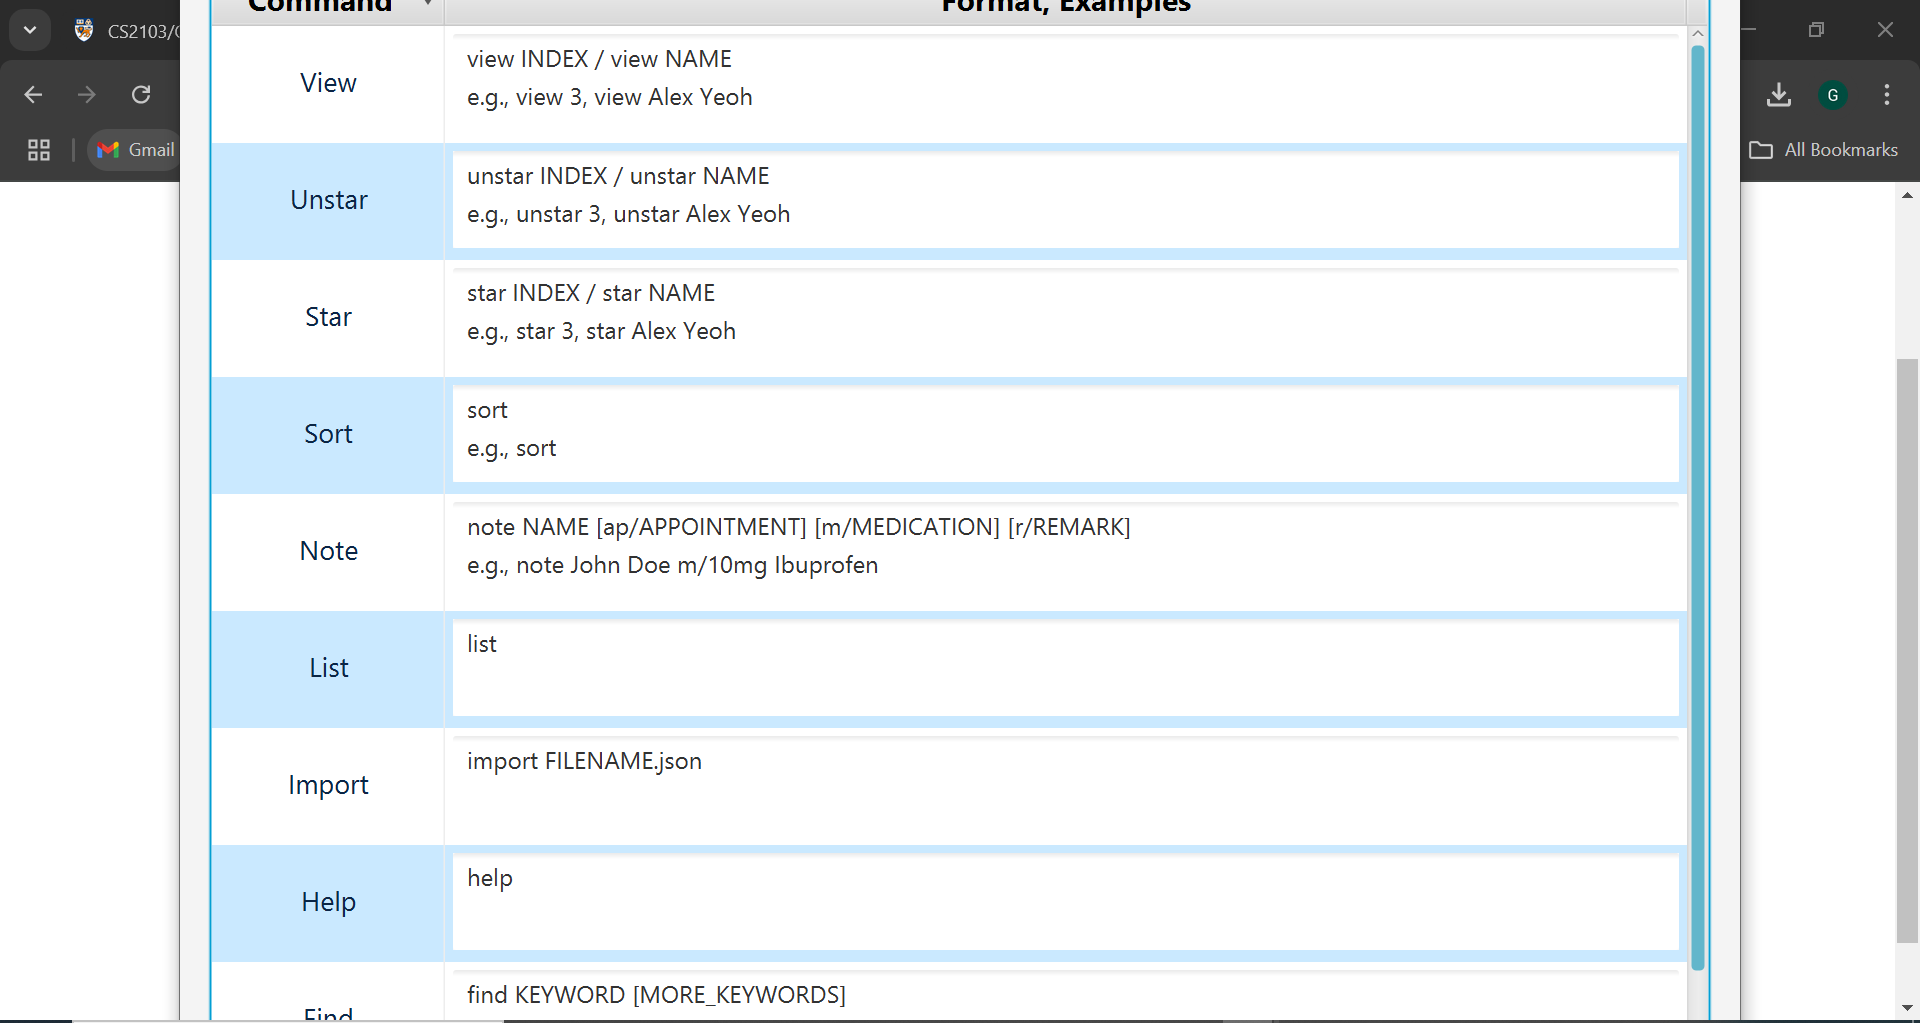 CS2103/
G
Gmail
All Bookmarks
Command
Format, Examples
View
view INDEX / view NAME
e.g., view 3, view Alex Yeoh
Unstar
unstar INDEX / unstar NAME
e.g., unstar 3, unstar Alex Yeoh
Star
star INDEX / star NAME
e.g., star 3, star Alex Yeoh
Sort
sort
e.g., sort
Note
note NAME [ap/APPOINTMENT] [m/MEDICATION] [r/REMARK]
e.g., note John Doe m/10mg Ibuprofen
List
list
Import
import FILENAME.json
Help
help
Find
find KEYWORD [MORE_KEYWORDS]